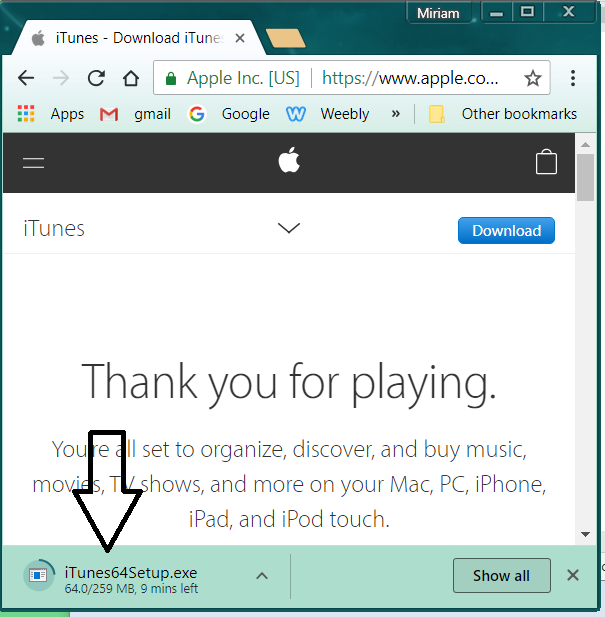 Miriam
iTunes - Download iTunes
Apple Inc. [US] https://www.apple.co...
Apps gmail Google Weebly » Other bookmarks
iTunes Download
Thank you for playing.
You're all set to organize, discover, and buy music,
movies, TV shows, and more on your Mac, PC, iPhone,
iPad, and iPod touch.
iTunes64Setup.exe
64.0/259 MB, 9 mins left
Show all